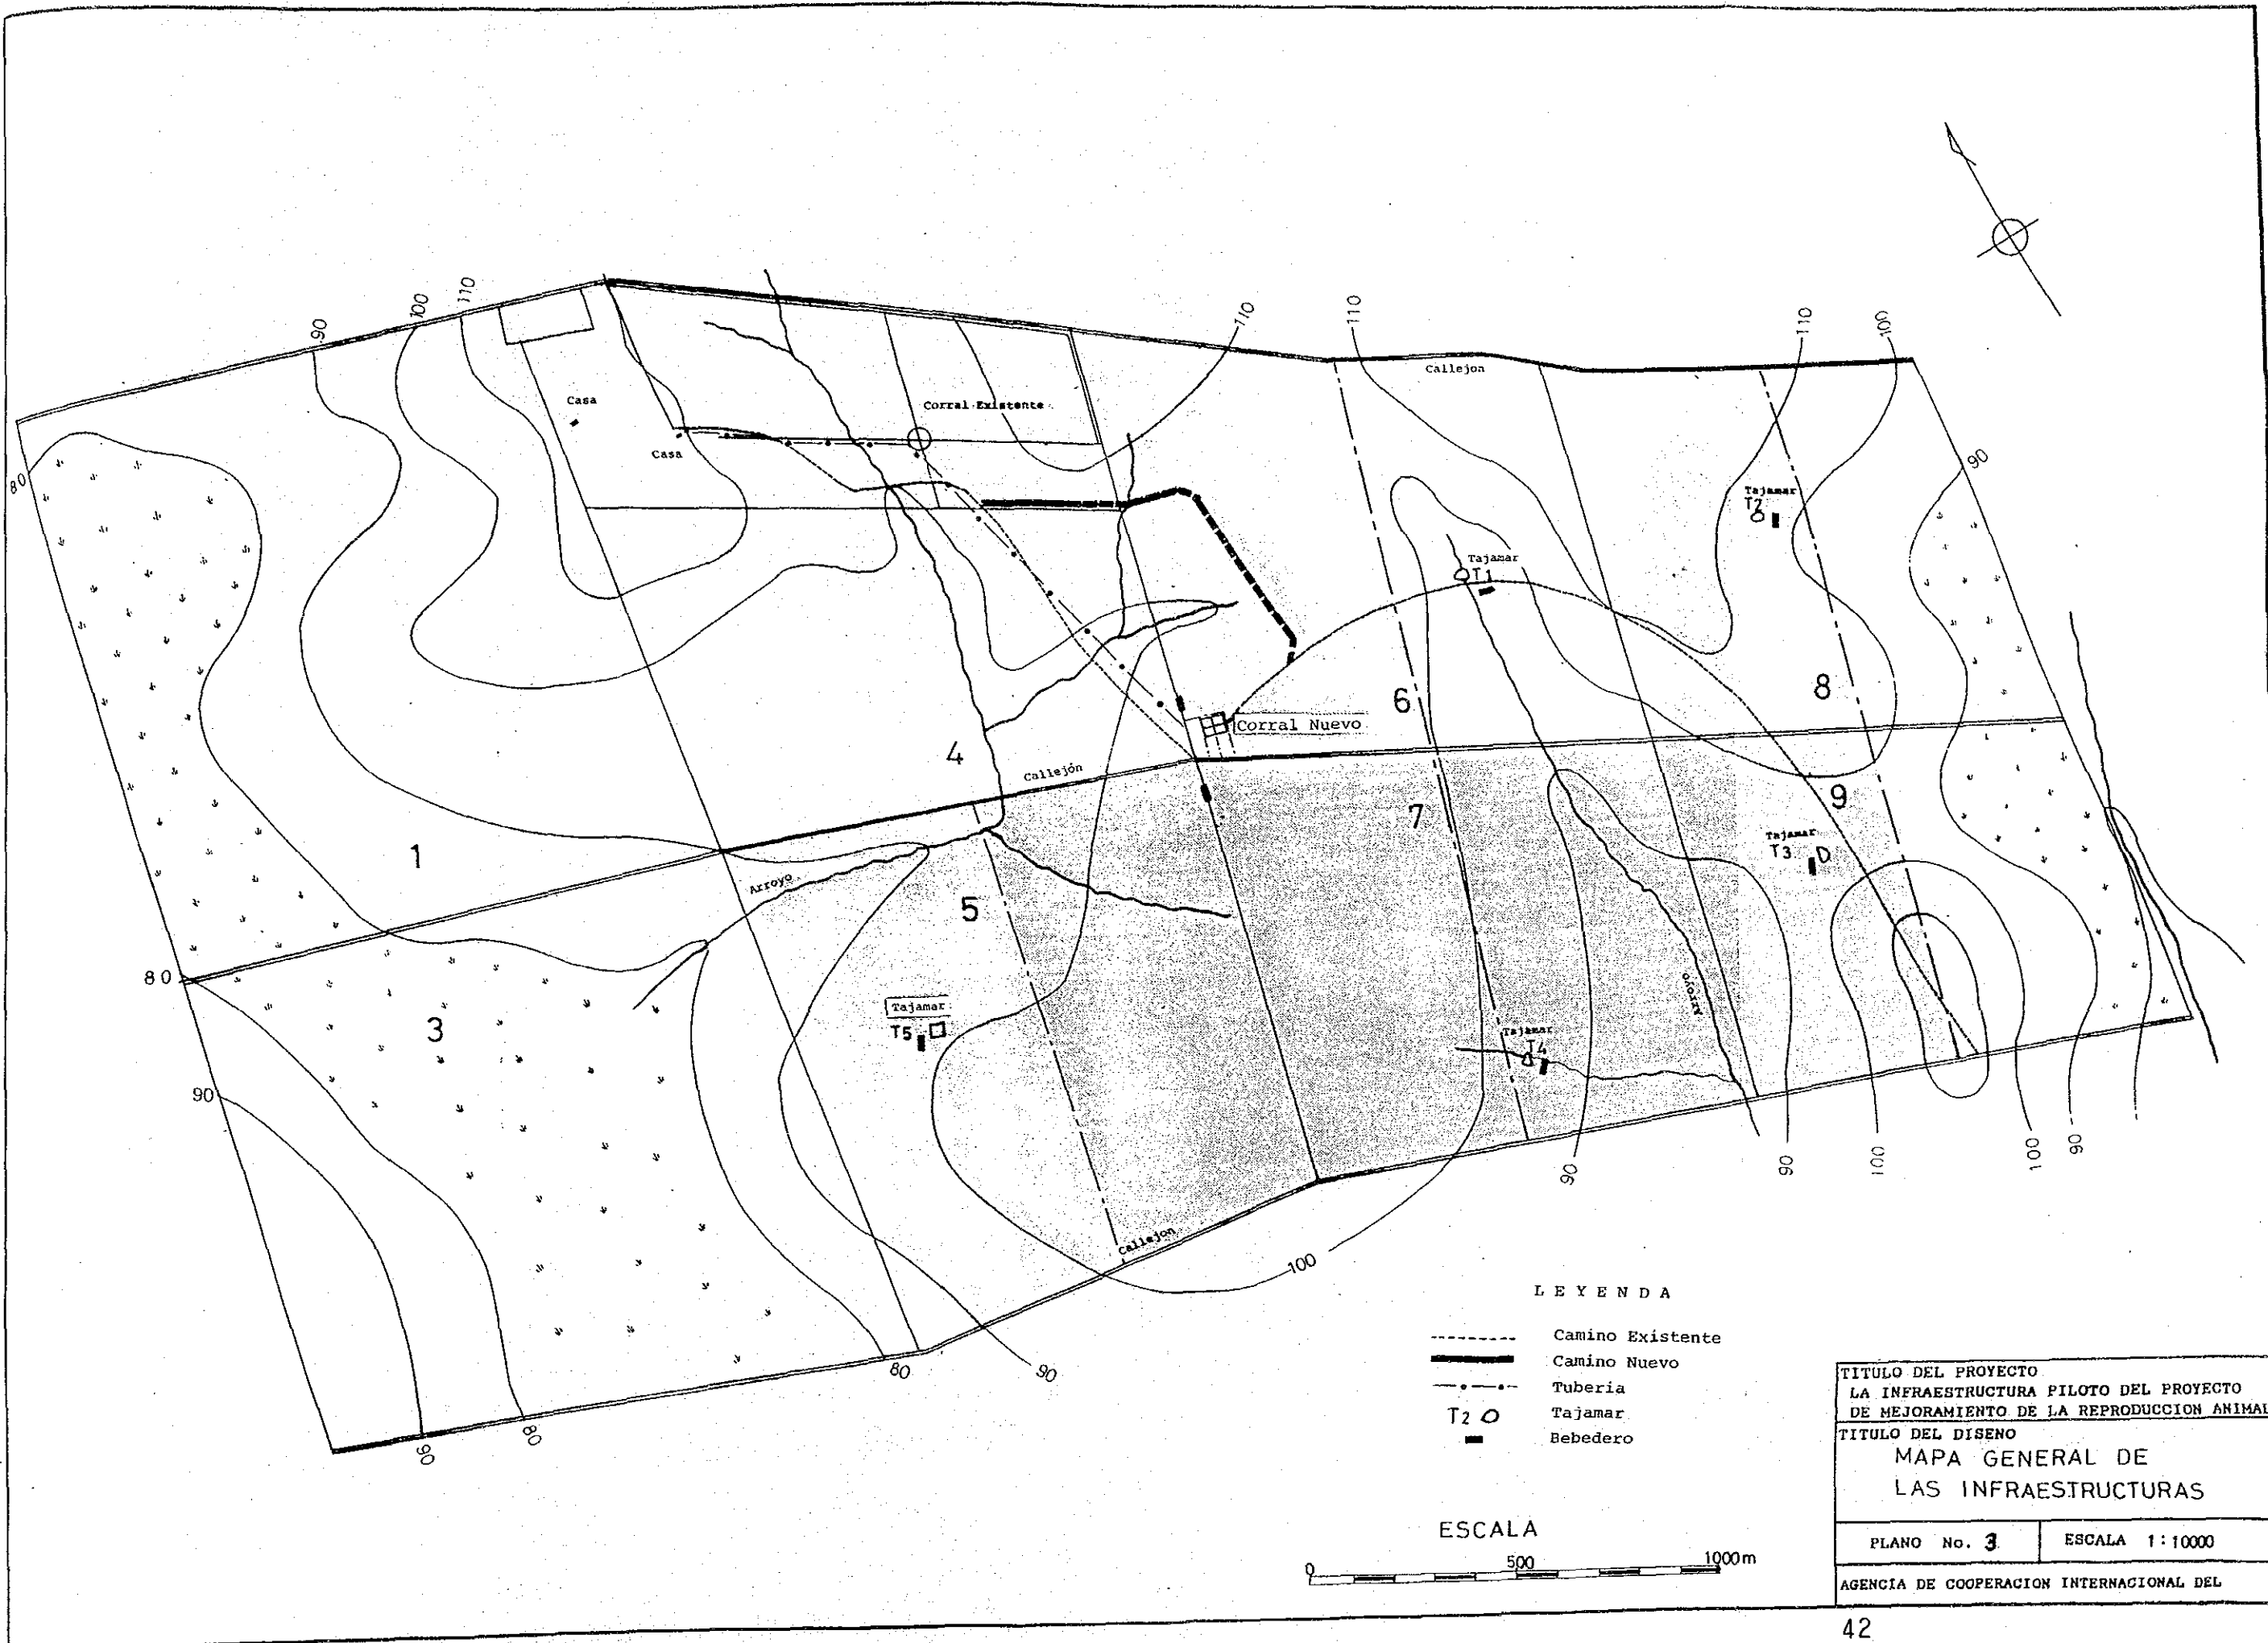 110
100
90
110
110
110
100
Callejon
Casa
Corral Existente
Casa
90
80
Tajamar
T2
Tajamar
T1
6
8
Corral Nuevo
4
Callejón
7
9
Tajamar
T3
1
Arroyo
5
80
3
Tajamar
T5
Arroyo
Tajamar
T4
90
90
90
100
100
90
Callejon
100
80
90
90
80
LEYENDA
Camino Existente
Camino Nuevo
Tuberia
T2 Tajamar
Bebedero
ESCALA
0 500 1000m
TITULO DEL PROYECTO
LA INFRAESTRUCTURA PILOTO DEL PROYECTO
DE MEJORAMIENTO DE LA REPRODUCCION ANIMAL
TITULO DEL DISENO
MAPA GENERAL DE
LAS INFRAESTRUCTURAS
PLANO No. 3 ESCALA 1:10000
AGENCIA DE COOPERACION INTERNACIONAL DEL
42